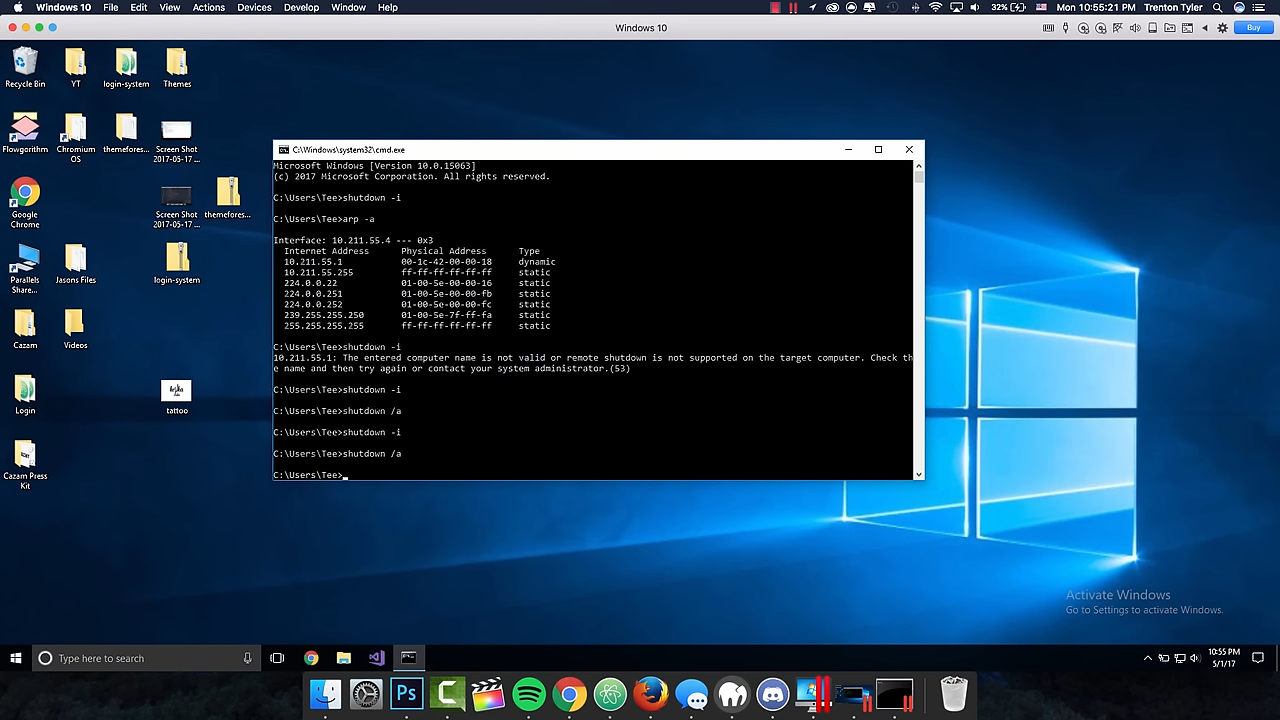 Windows 10 File Edit View Actions Devices Develop Window Help 32% Mon 10:55:21 PM Trenton Tyler
Windows 10 Buy
Recycle Bin YT login-system Themes
Flowgorithm Chromium OS themefores... Screen Shot 2017-05-17 ...
Google Chrome Screen Shot 2017-05-17 ... themefores...
Parallels Share... Jasons Files login-system
Cazam Videos
Login tattoo
Cazam Press Kit
C:\Windows\system32\cmd.exe
Microsoft Windows [Version 10.0.15063]
(c) 2017 Microsoft Corporation. All rights reserved.
C:\Users\Tee>shutdown -i
C:\Users\Tee>arp -a
Interface: 10.211.55.4 --- 0x3
Internet Address Physical Address Type
10.211.55.1 00-1c-42-00-00-18 dynamic
10.211.55.255 ff-ff-ff-ff-ff-ff static
224.0.0.22 01-00-5e-00-00-16 static
224.0.0.251 01-00-5e-00-00-fb static
224.0.0.252 01-00-5e-00-00-fc static
239.255.255.250 01-00-5e-7f-ff-fa static
255.255.255.255 ff-ff-ff-ff-ff-ff static
C:\Users\Tee>shutdown -i
10.211.55.1: The entered computer name is not valid or remote shutdown is not supported on the target computer. Check th
e name and then try again or contact your system administrator.(53)
C:\Users\Tee>shutdown -i
C:\Users\Tee>shutdown /a
C:\Users\Tee>shutdown -i
C:\Users\Tee>shutdown /a
C:\Users\Tee>
Activate Windows
Go to Settings to activate Windows.
Type here to search
10:55 PM
5/1/17
Ps